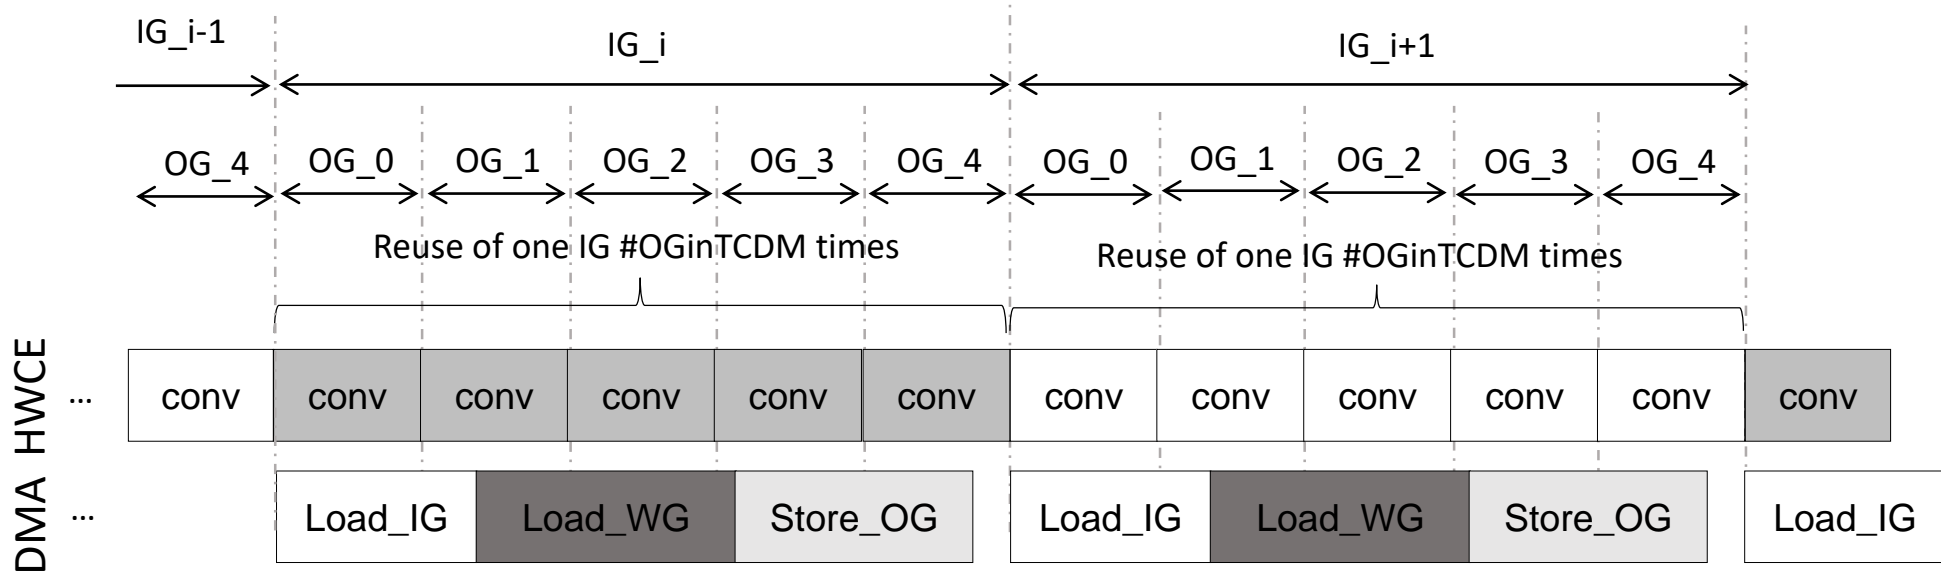 IG_i-1
IG_i
IG_i+1
OG_4 OG_0 OG_1 OG_2 OG_3 OG_4 OG_0 OG_1 OG_2 OG_3 OG_4
Reuse of one IG #OGinTCDM times
Reuse of one IG #OGinTCDM times
HWCE ... conv conv conv conv conv conv conv conv conv conv conv conv
DMA ... Load_IG Load_WG Store_OG Load_IG Load_WG Store_OG Load_IG